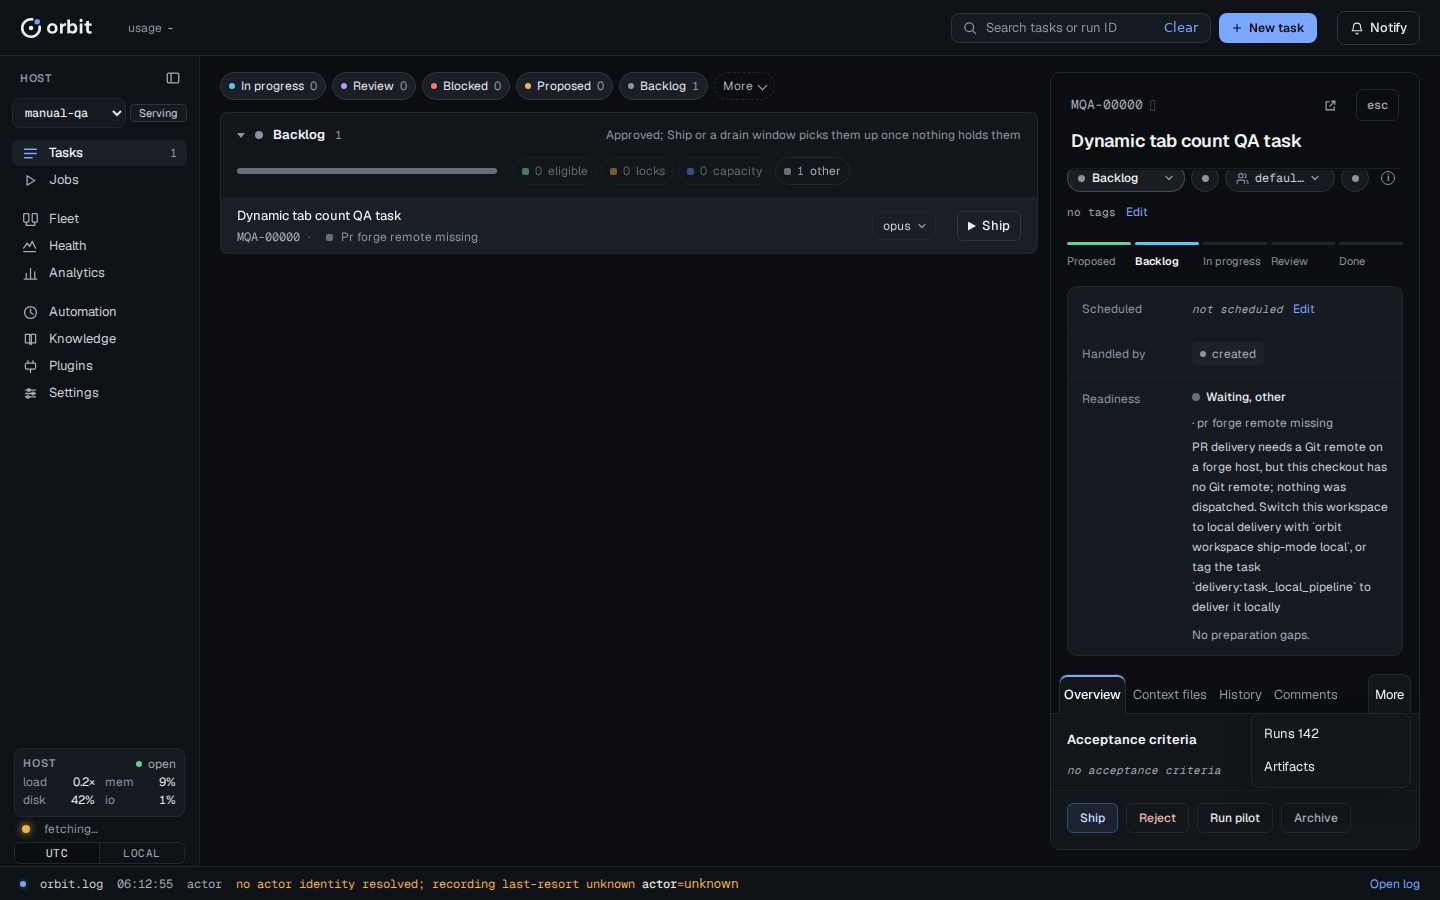 orbit
usage -
Search tasks or run ID
Clear
+ New task
Notify
HOST
manual-qa
Serving
Tasks 1
Jobs
Fleet
Health
Analytics
Automation
Knowledge
Plugins
Settings
HOST open
load 0.2× mem 9%
disk 42% io 1%
fetching…
UTC LOCAL
In progress 0
Review 0
Blocked 0
Proposed 0
Backlog 1
More
Backlog 1
Approved; Ship or a drain window picks them up once nothing holds them
0 eligible
0 locks
0 capacity
1 other
Dynamic tab count QA task
MQA-00000 · Pr forge remote missing
opus
Ship
MQA-00000
esc
Dynamic tab count QA task
Backlog
defaul…
no tags Edit
Proposed Backlog In progress Review Done
Scheduled not scheduled Edit
Handled by created
Readiness Waiting, other
· pr forge remote missing
PR delivery needs a Git remote on
a forge host, but this checkout has
no Git remote; nothing was
dispatched. Switch this workspace
to local delivery with `orbit
workspace ship-mode local`, or
tag the task
`delivery:task_local_pipeline` to
deliver it locally
No preparation gaps.
Overview Context files History Comments More
Runs 142
Artifacts
Acceptance criteria
no acceptance criteria
Ship Reject Run pilot Archive
orbit.log 06:12:55 actor no actor identity resolved; recording last-resort unknown actor=unknown
Open log